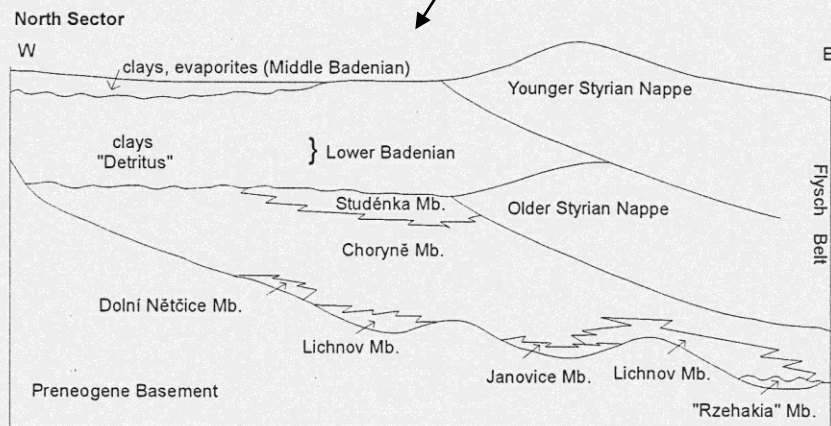 North Sector
W
E
clays, evaporites (Middle Badenian)
Younger Styrian Nappe
clays
"Detritus"
} Lower Badenian
Flysch Belt
Studénka Mb.
Older Styrian Nappe
Choryně Mb.
Dolní Nětčice Mb.
Lichnov Mb.
Janovice Mb.
Lichnov Mb.
Preneogene Basement
"Rzehakia" Mb.